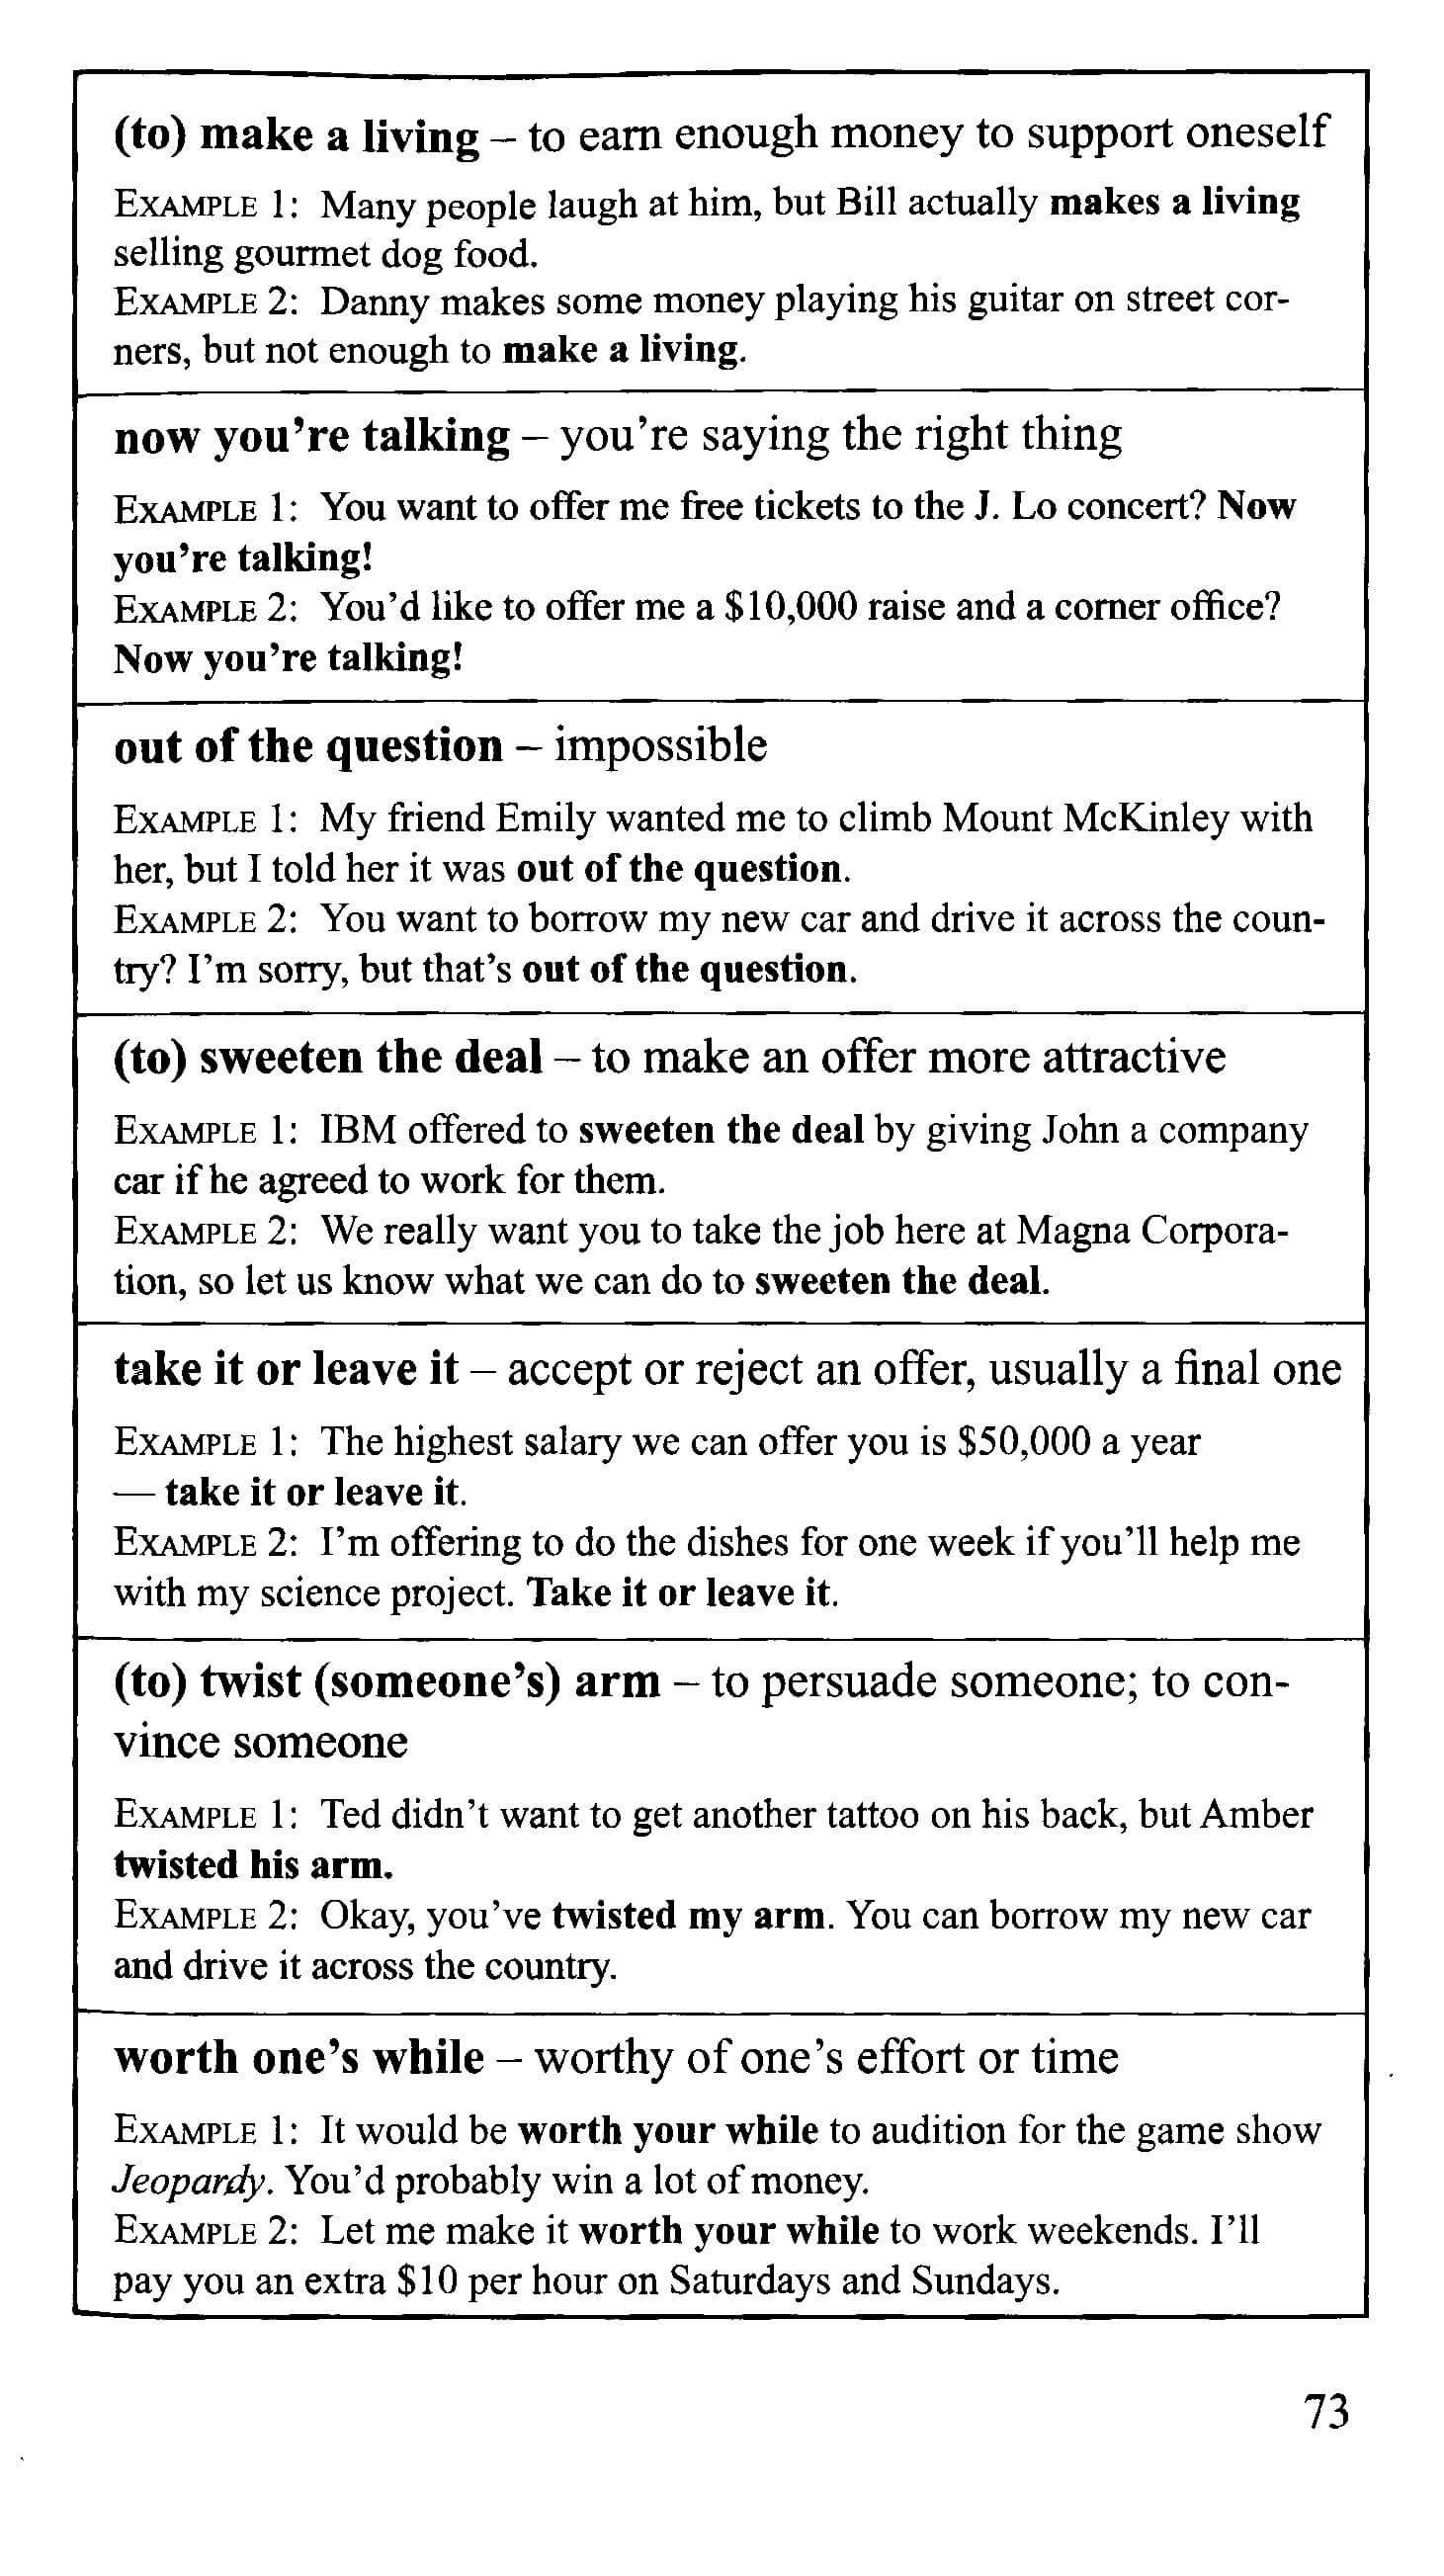 (to) make a living – to earn enough money to support oneself
EXAMPLE 1: Many people laugh at him, but Bill actually makes a living
selling gourmet dog food.
EXAMPLE 2: Danny makes some money playing his guitar on street cor-
ners, but not enough to make a living.
now you're talking – you're saying the right thing
EXAMPLE 1: You want to offer me free tickets to the J. Lo concert? Now
you're talking!
EXAMPLE 2: You'd like to offer me a $10,000 raise and a corner office?
Now you're talking!
out of the question – impossible
EXAMPLE 1: My friend Emily wanted me to climb Mount McKinley with
her, but I told her it was out of the question.
EXAMPLE 2: You want to borrow my new car and drive it across the coun-
try? I'm sorry, but that's out of the question.
(to) sweeten the deal – to make an offer more attractive
EXAMPLE 1: IBM offered to sweeten the deal by giving John a company
car if he agreed to work for them.
EXAMPLE 2: We really want you to take the job here at Magna Corpora-
tion, so let us know what we can do to sweeten the deal.
take it or leave it – accept or reject an offer, usually a final one
EXAMPLE 1: The highest salary we can offer you is $50,000 a year
— take it or leave it.
EXAMPLE 2: I'm offering to do the dishes for one week if you'll help me
with my science project. Take it or leave it.
(to) twist (someone's) arm – to persuade someone; to con-
vince someone
EXAMPLE 1: Ted didn't want to get another tattoo on his back, but Amber
twisted his arm.
EXAMPLE 2: Okay, you've twisted my arm. You can borrow my new car
and drive it across the country.
worth one's while – worthy of one's effort or time
EXAMPLE 1: It would be worth your while to audition for the game show
Jeopardy. You'd probably win a lot of money.
EXAMPLE 2: Let me make it worth your while to work weekends. I'll
pay you an extra $10 per hour on Saturdays and Sundays.
73